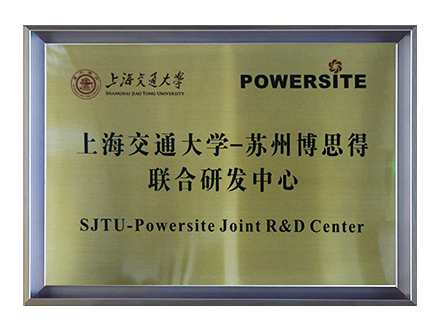 上海交通大学
SHANGHAI JIAO TONG UNIVERSITY
POWERSITE
上海交通大学-苏州博思得
联合研发中心
SJTU-Powersite Joint R&D Center